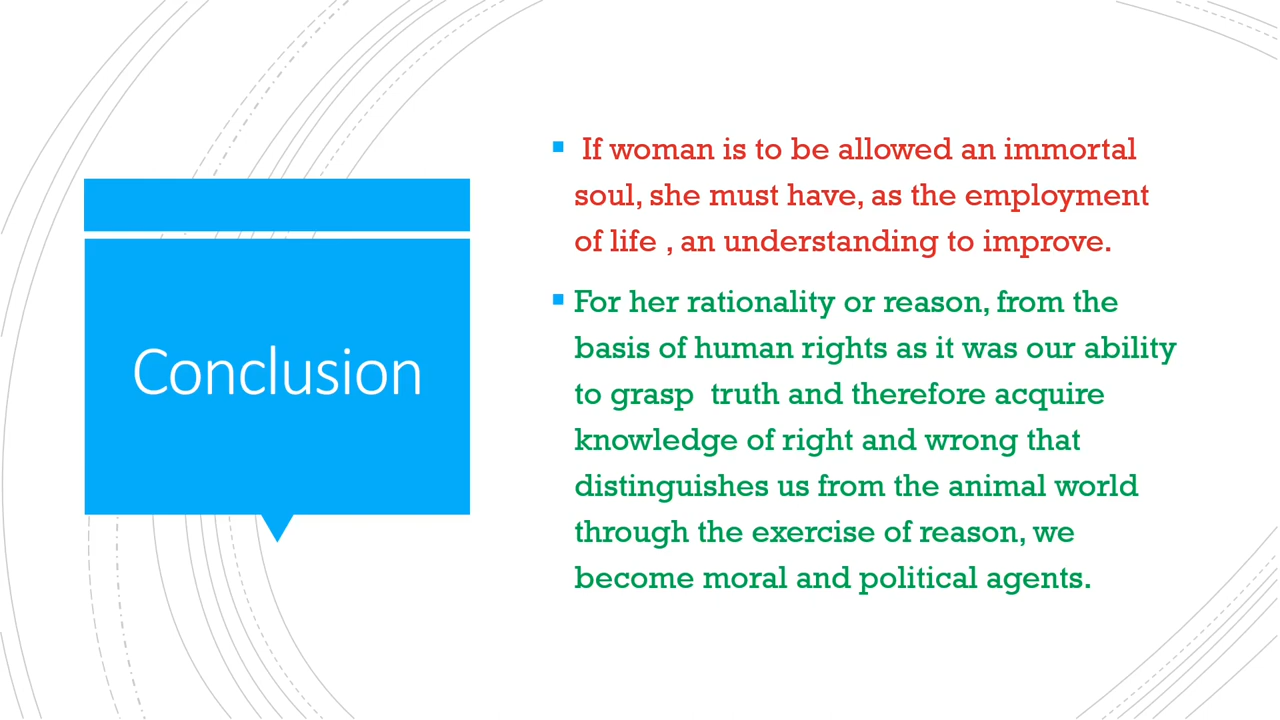 Conclusion
If woman is to be allowed an immortal
soul, she must have, as the employment
of life , an understanding to improve.
For her rationality or reason, from the
basis of human rights as it was our ability
to grasp  truth and therefore acquire
knowledge of right and wrong that
distinguishes us from the animal world
through the exercise of reason, we
become moral and political agents.